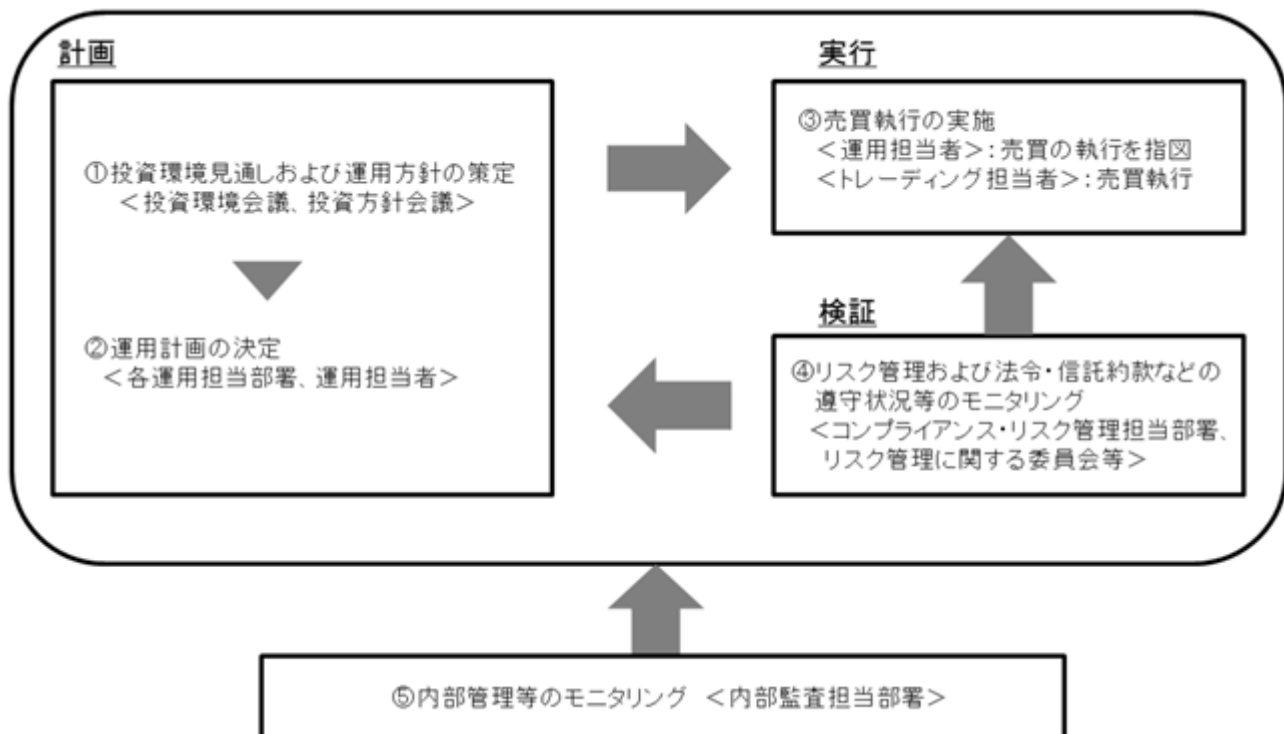 計画
①投資環境見通しおよび運用方針の策定
＜投資環境会議、投資方針会議＞
②運用計画の決定
＜各運用担当部署、運用担当者＞
実行
③売買執行の実施
＜運用担当者＞：売買の執行を指図
＜トレーディング担当者＞：売買執行
検証
④リスク管理および法令・信託約款などの
遵守状況等のモニタリング
＜コンプライアンス・リスク管理担当部署、
リスク管理に関する委員会等＞
⑤内部管理等のモニタリング ＜内部監査担当部署＞